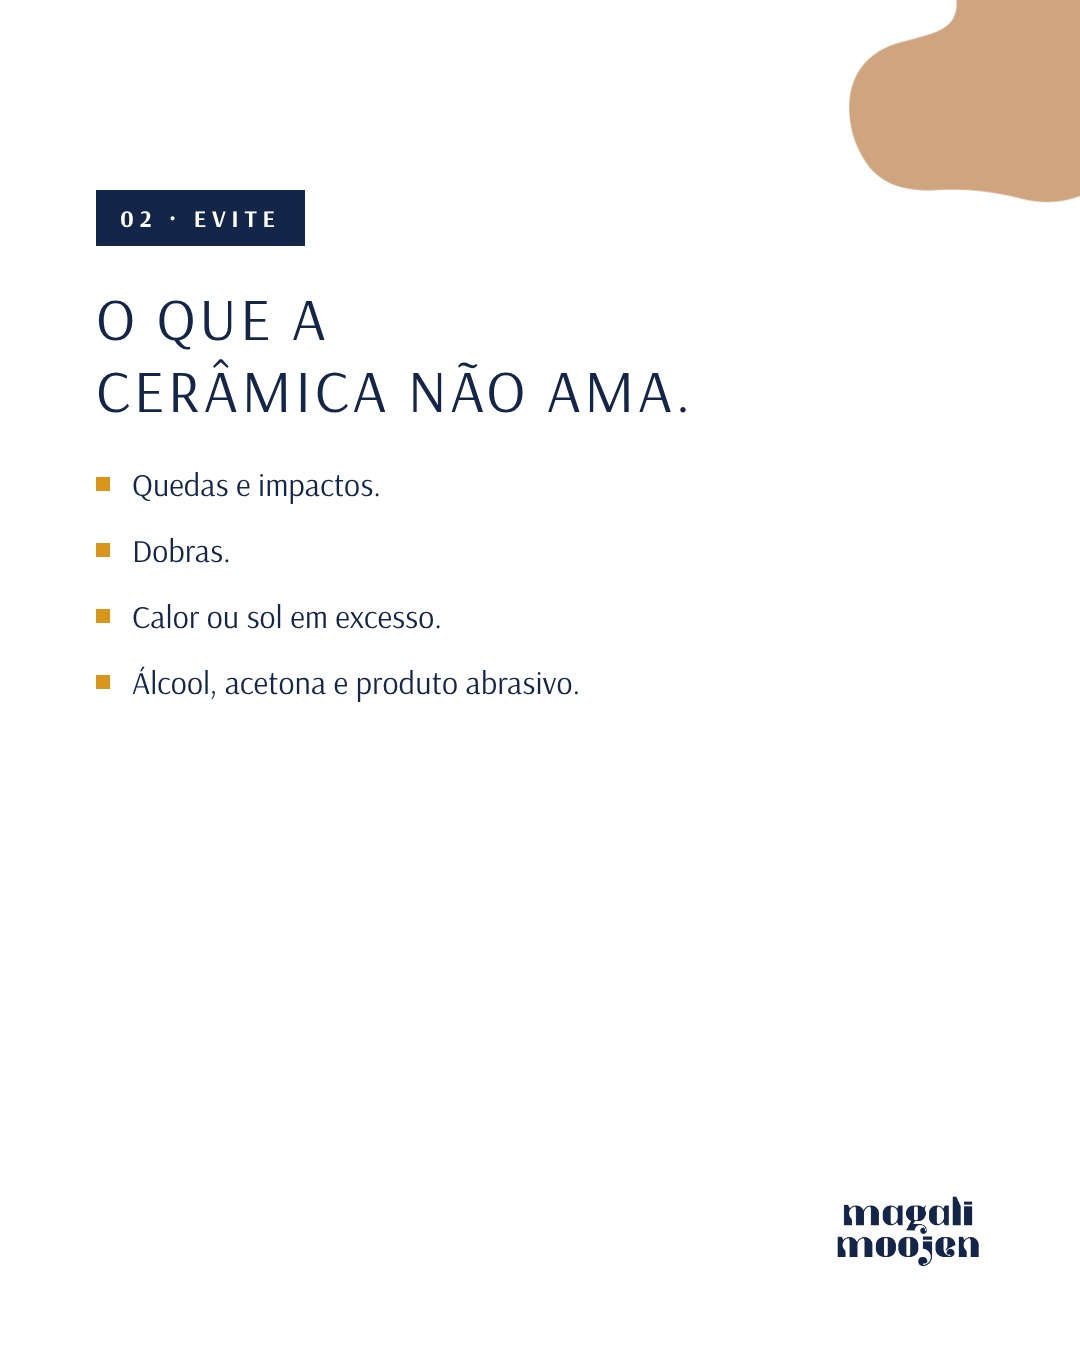 02 · EVITE
O QUE A
CERÂMICA NÃO AMA.
Quedas e impactos.
Dobras.
Calor ou sol em excesso.
Álcool, acetona e produto abrasivo.
magali
moojen